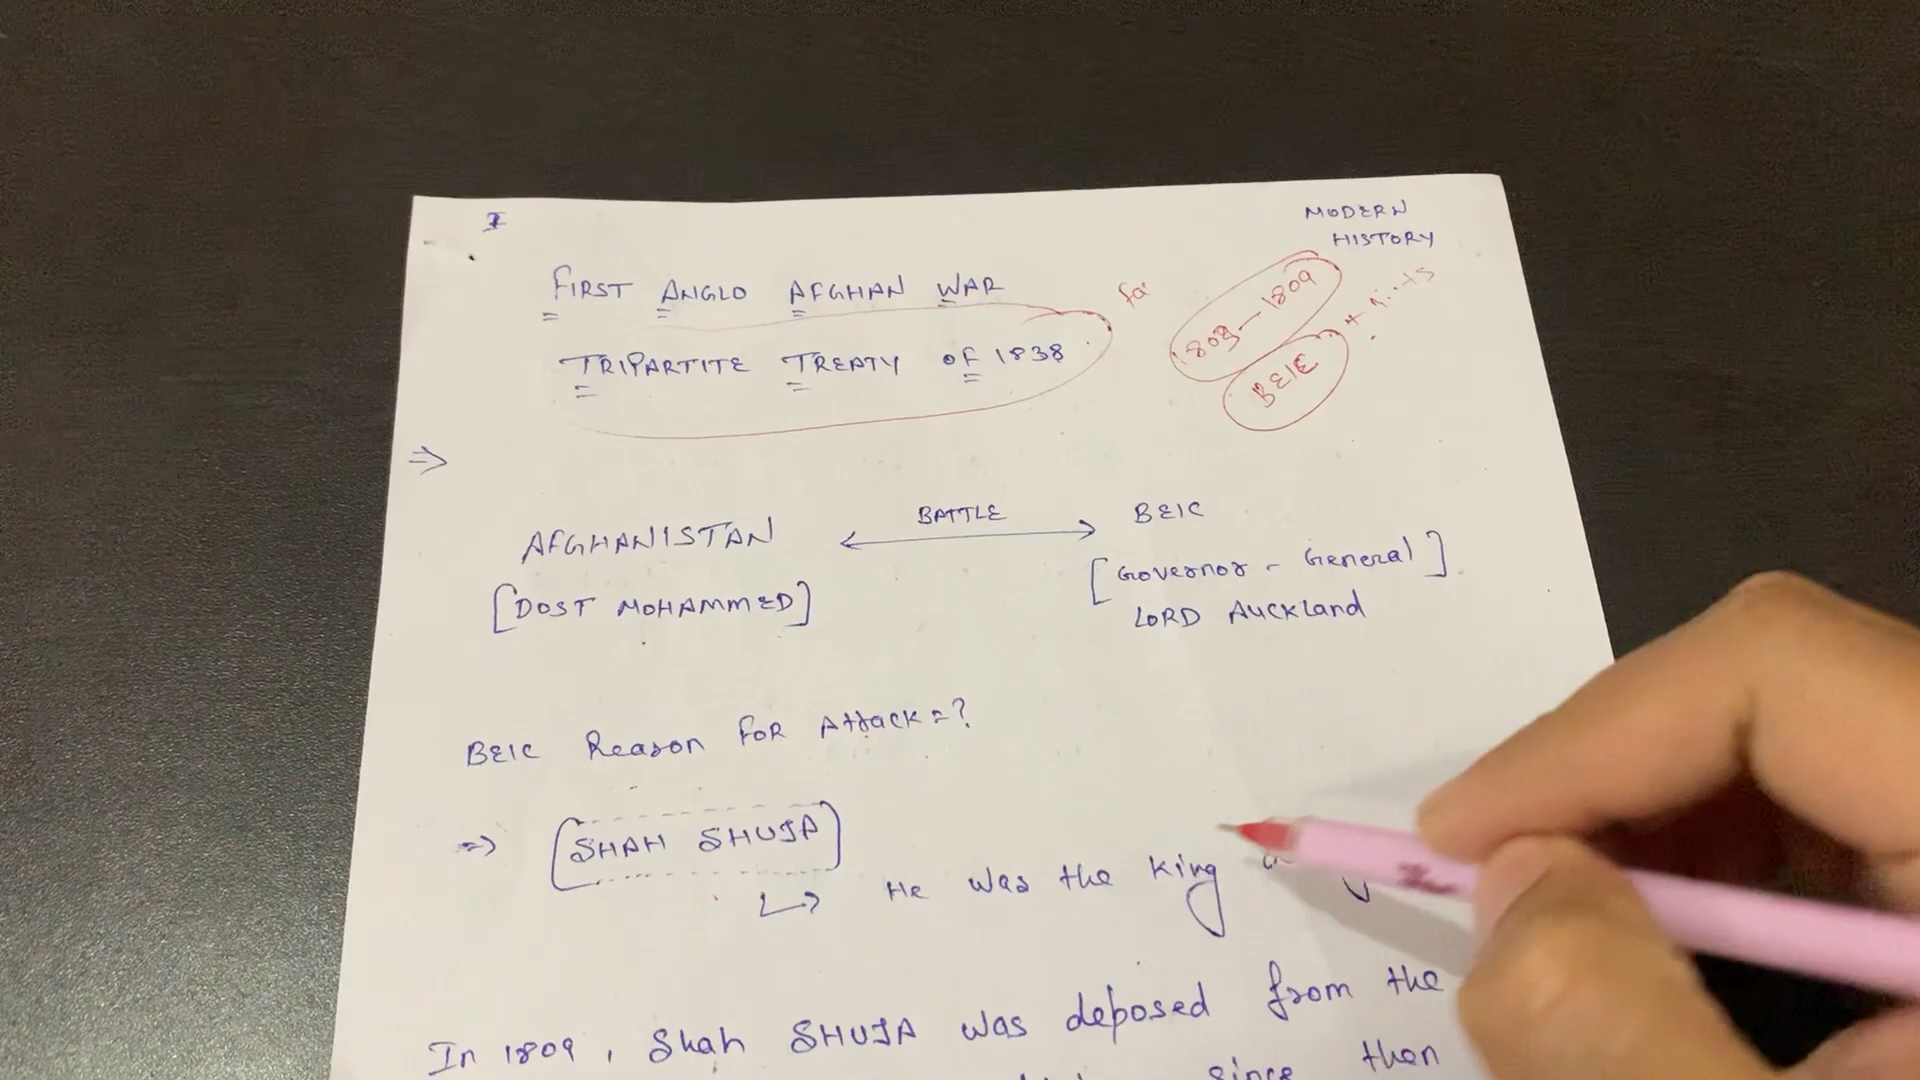 I
MODERN
HISTORY
FIRST ANGLO AFGHAN WAR
1803-1809
TRIPARTITE TREATY OF 1838
BEIC
AFGHANISTAN
BATTLE
BEIC
[DOST MOHAMMED]
[Governor - General]
LORD Auckland
BEIC Reason FOR Attack=?
⇒ [SHAH SHUJA]
↳ He was the king
In 1809, Shah SHUJA was deposed from the
since then